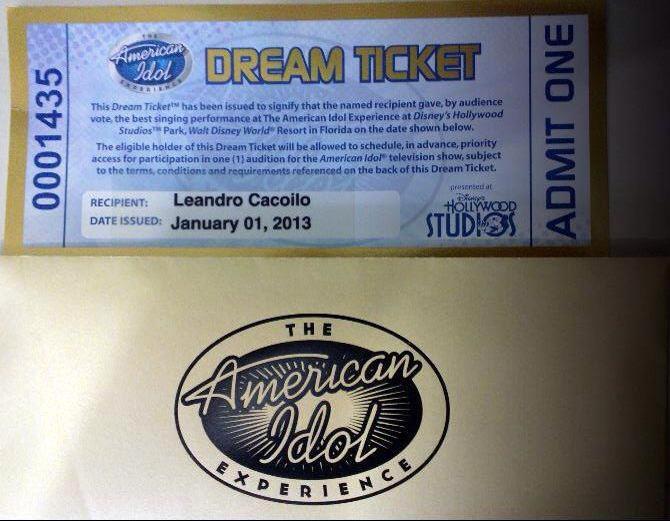 0001435
THE
American
Idol
EXPERIENCE
DREAM TICKET
This Dream Ticket™ has been issued to signify that the named recipient gave, by audience
vote, the best singing performance at The American Idol Experience at Disney's Hollywood
Studios™ Park, Walt Disney World® Resort in Florida on the date shown below.
The eligible holder of this Dream Ticket will be allowed to schedule, in advance, priority
access for participation in one (1) audition for the American Idol® television show, subject
to the terms, conditions and requirements referenced on the back of this Dream Ticket.
RECIPIENT: Leandro Cacoilo
DATE ISSUED: January 01, 2013
presented at
Disney's
HOLLYWOOD
STUDIOS
ADMIT ONE
THE
American
Idol
EXPERIENCE